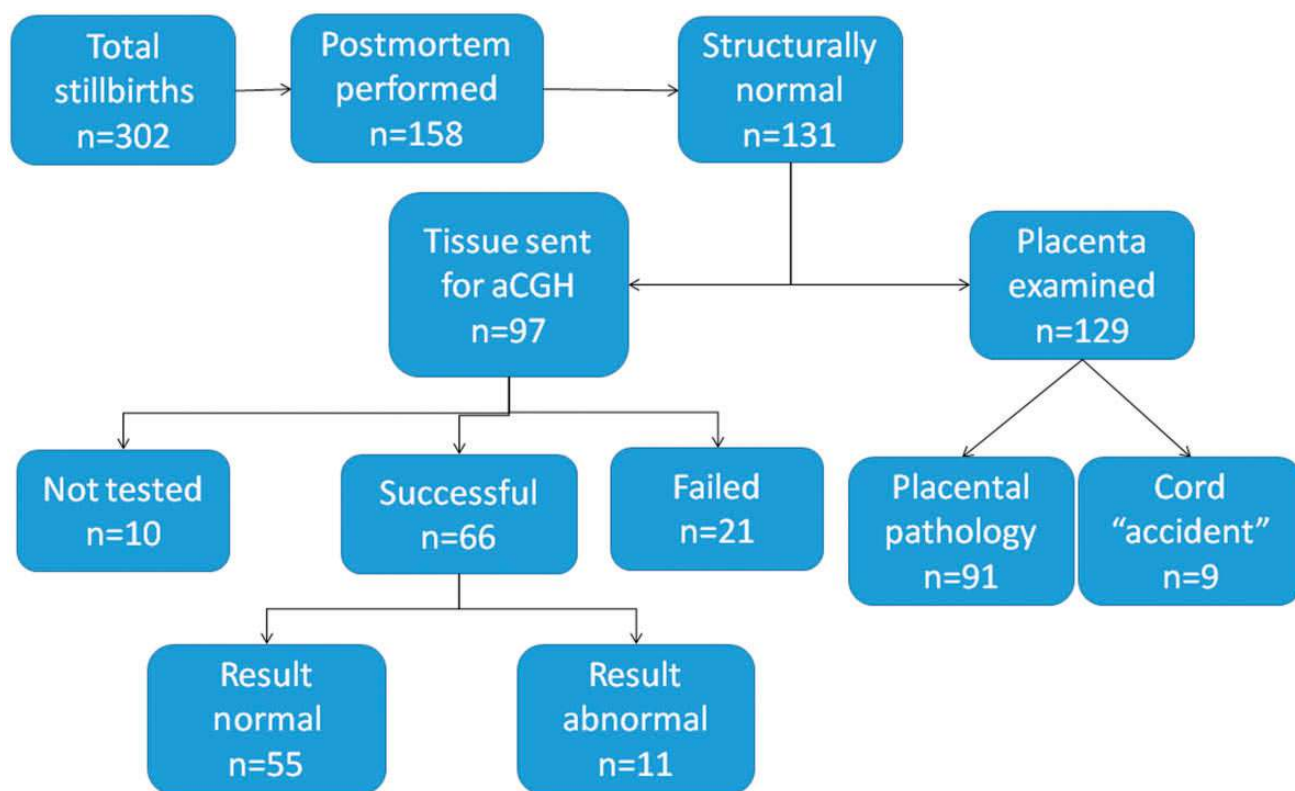 Total
stillbirths
n=302
Postmortem
performed
n=158
Structurally
normal
n=131
Tissue sent
for aCGH
n=97
Placenta
examined
n=129
Not tested
n=10
Successful
n=66
Failed
n=21
Placental
pathology
n=91
Cord
“accident”
n=9
Result
normal
n=55
Result
abnormal
n=11